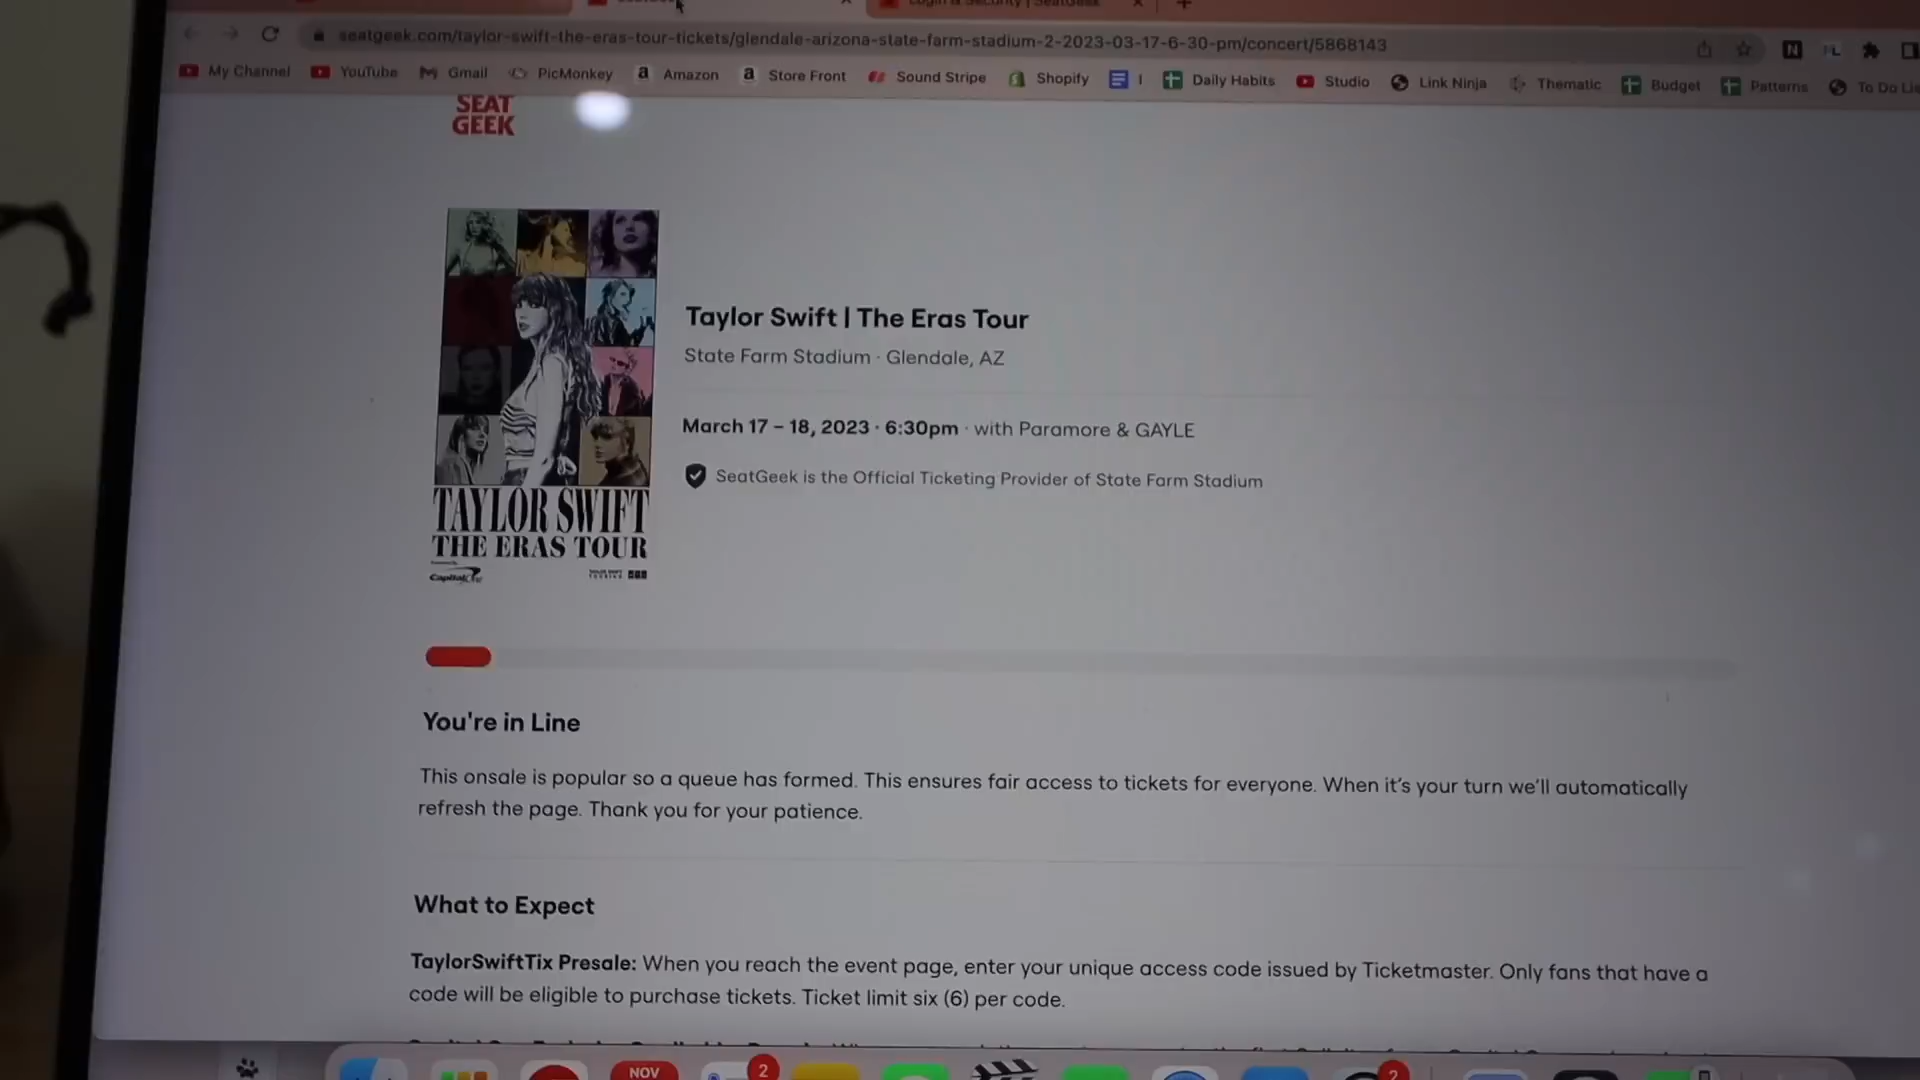 seatgeek.com/taylor-swift-the-eras-tour-tickets/glendale-arizona-state-farm-stadium-2-2023-03-17-6-30-pm/concert/5868143
My Channel YouTube Gmail PicMonkey Amazon Store Front Sound Stripe Shopify Daily Habits Studio Link Ninja Thematic Budget Patterns To Do
SEAT
GEEK
Taylor Swift | The Eras Tour
State Farm Stadium · Glendale, AZ
March 17 – 18, 2023 · 6:30pm · with Paramore & GAYLE
SeatGeek is the Official Ticketing Provider of State Farm Stadium
TAYLOR SWIFT
THE ERAS TOUR
Capital One
You're in Line
This onsale is popular so a queue has formed. This ensures fair access to tickets for everyone. When it's your turn we'll automatically
refresh the page. Thank you for your patience.
What to Expect
TaylorSwiftTix Presale: When you reach the event page, enter your unique access code issued by Ticketmaster. Only fans that have a
code will be eligible to purchase tickets. Ticket limit six (6) per code.
NOV
2
2